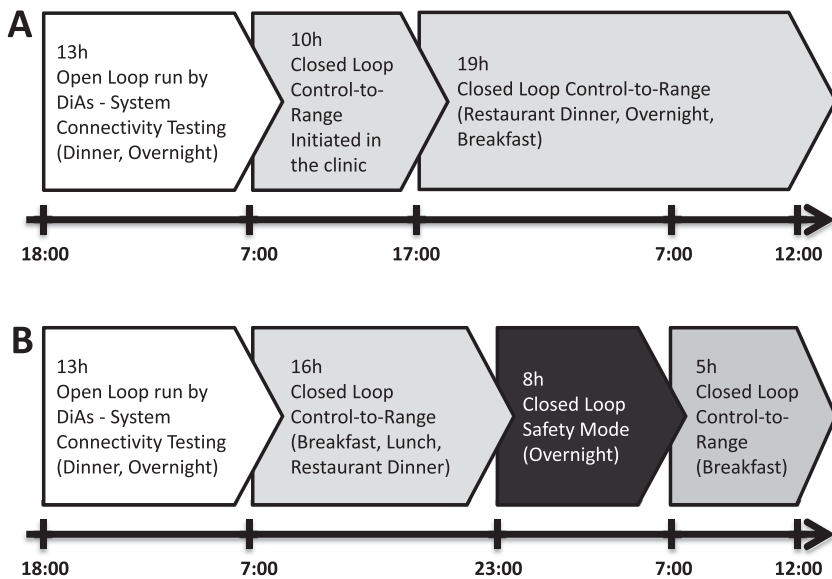 A
13h
Open Loop run by
DiAs - System
Connectivity Testing
(Dinner, Overnight)
10h
Closed Loop
Control-to-
Range
Initiated in
the clinic
19h
Closed Loop Control-to-Range
(Restaurant Dinner, Overnight,
Breakfast)
18:00
7:00
17:00
7:00
12:00
B
13h
Open Loop run by
DiAs - System
Connectivity Testing
(Dinner, Overnight)
16h
Closed Loop
Control-to-Range
(Breakfast, Lunch,
Restaurant Dinner)
8h
Closed Loop
Safety Mode
(Overnight)
5h
Closed Loop
Control-to-
Range
(Breakfast)
18:00
7:00
23:00
7:00
12:00